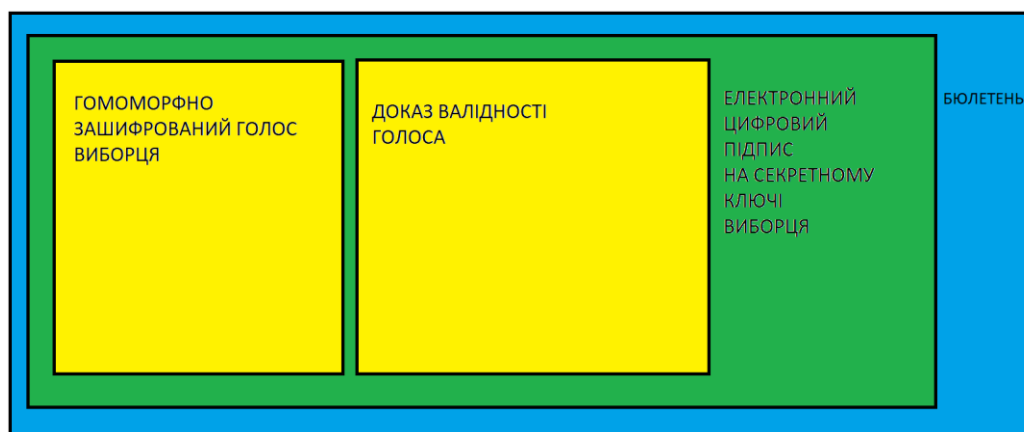 ГОМОМОРФНО
ЗАШИФРОВАНИЙ ГОЛОС
ВИБОРЦЯ
ДОКАЗ ВАЛІДНОСТІ
ГОЛОСА
ЕЛЕКТРОННИЙ
ЦИФРОВИЙ
ПІДПИС
НА СЕКРЕТНОМУ
КЛЮЧІ
ВИБОРЦЯ
БЮЛЕТЕНЬ